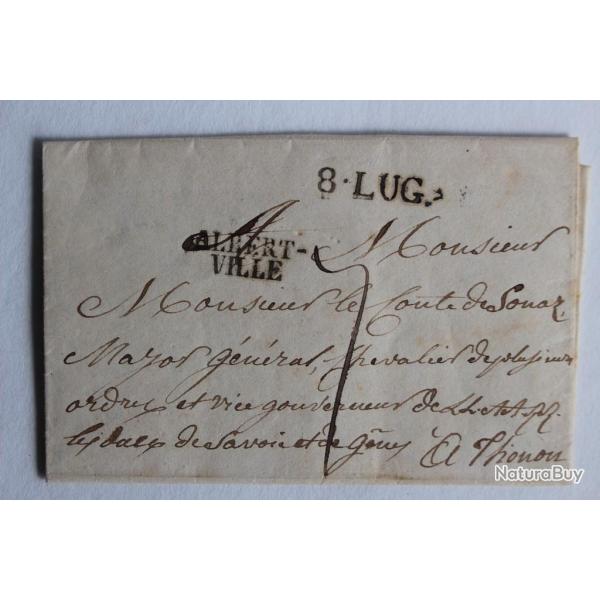 8·LUG.
ALBERT-
VILLE
Monsieur
Monsieur le Conte de Sonaz,
Major général, Chevalier de plusieurs
ordres et vice gouverneur de LL. AA. RR.
les ducs de Savoie et de Gênes A Thonon
NaturaBuy